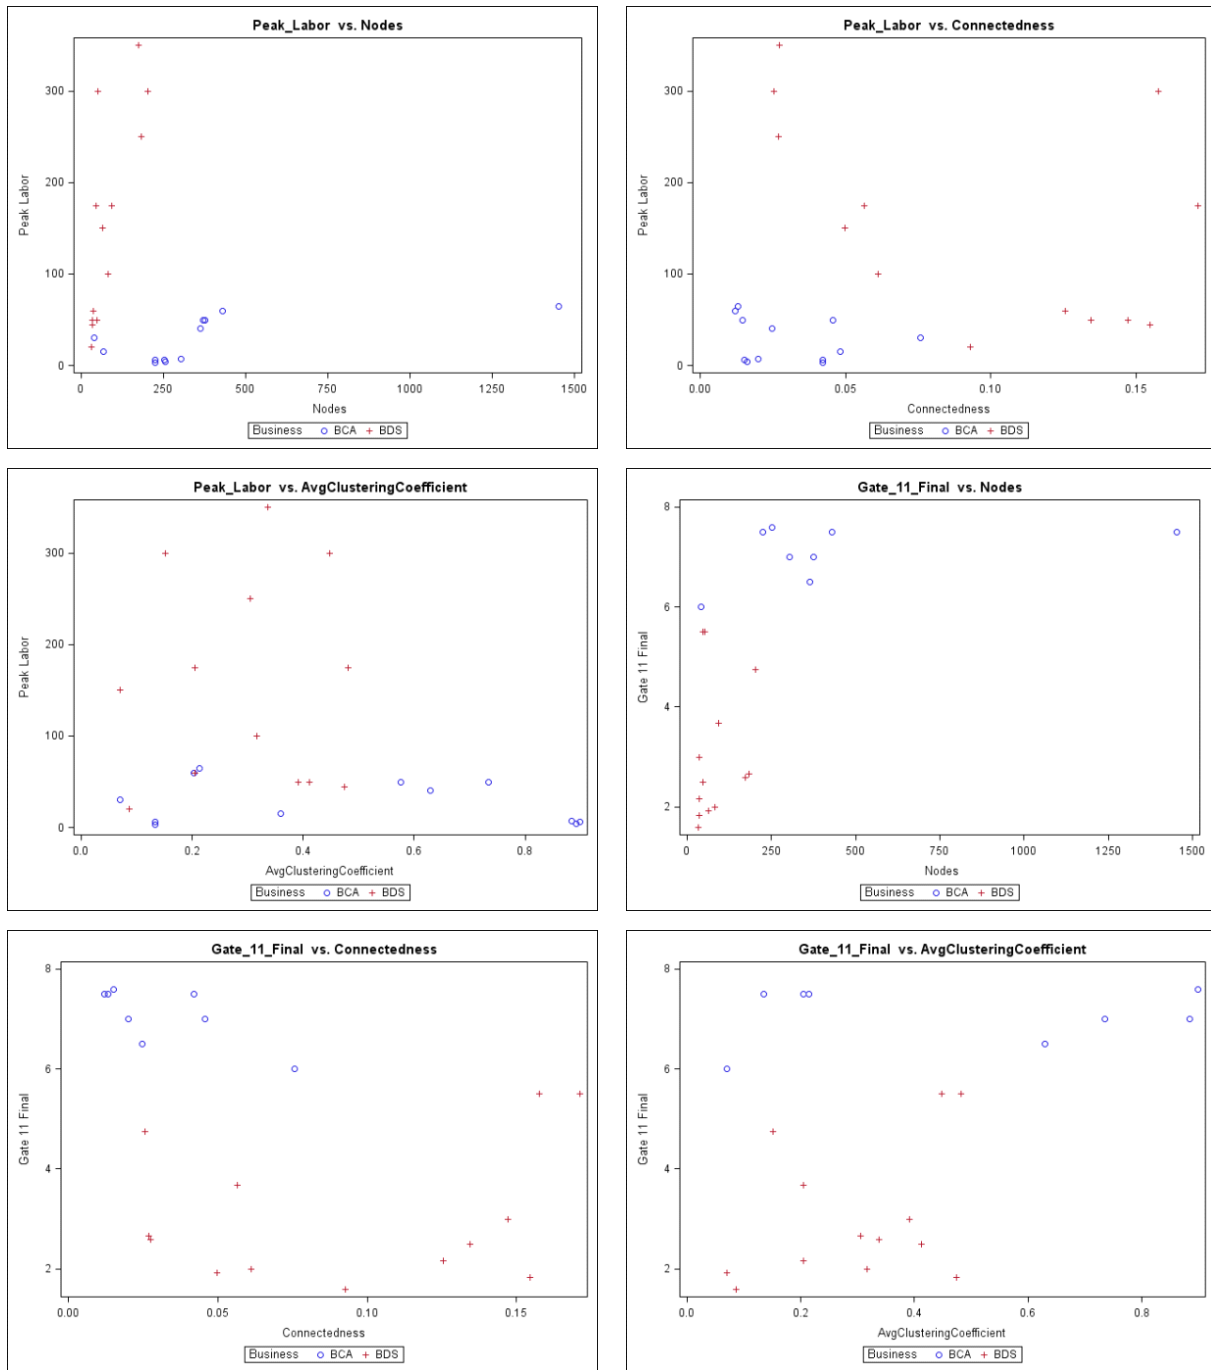 Peak_Labor vs. Nodes
Peak Labor
300
200
100
0
0 250 500 750 1000 1250 1500
Nodes
Business BCA BDS
Peak_Labor vs. Connectedness
Peak Labor
300
200
100
0
0.00 0.05 0.10 0.15
Connectedness
Business BCA BDS
Peak_Labor vs. AvgClusteringCoefficient
Peak Labor
300
200
100
0
0.0 0.2 0.4 0.6 0.8
AvgClusteringCoefficient
Business BCA BDS
Gate_11_Final vs. Nodes
Gate 11 Final
8
6
4
2
0 250 500 750 1000 1250 1500
Nodes
Business BCA BDS
Gate_11_Final vs. Connectedness
Gate 11 Final
8
6
4
2
0.00 0.05 0.10 0.15
Connectedness
Business BCA BDS
Gate_11_Final vs. AvgClusteringCoefficient
Gate 11 Final
8
6
4
2
0.0 0.2 0.4 0.6 0.8
AvgClusteringCoefficient
Business BCA BDS